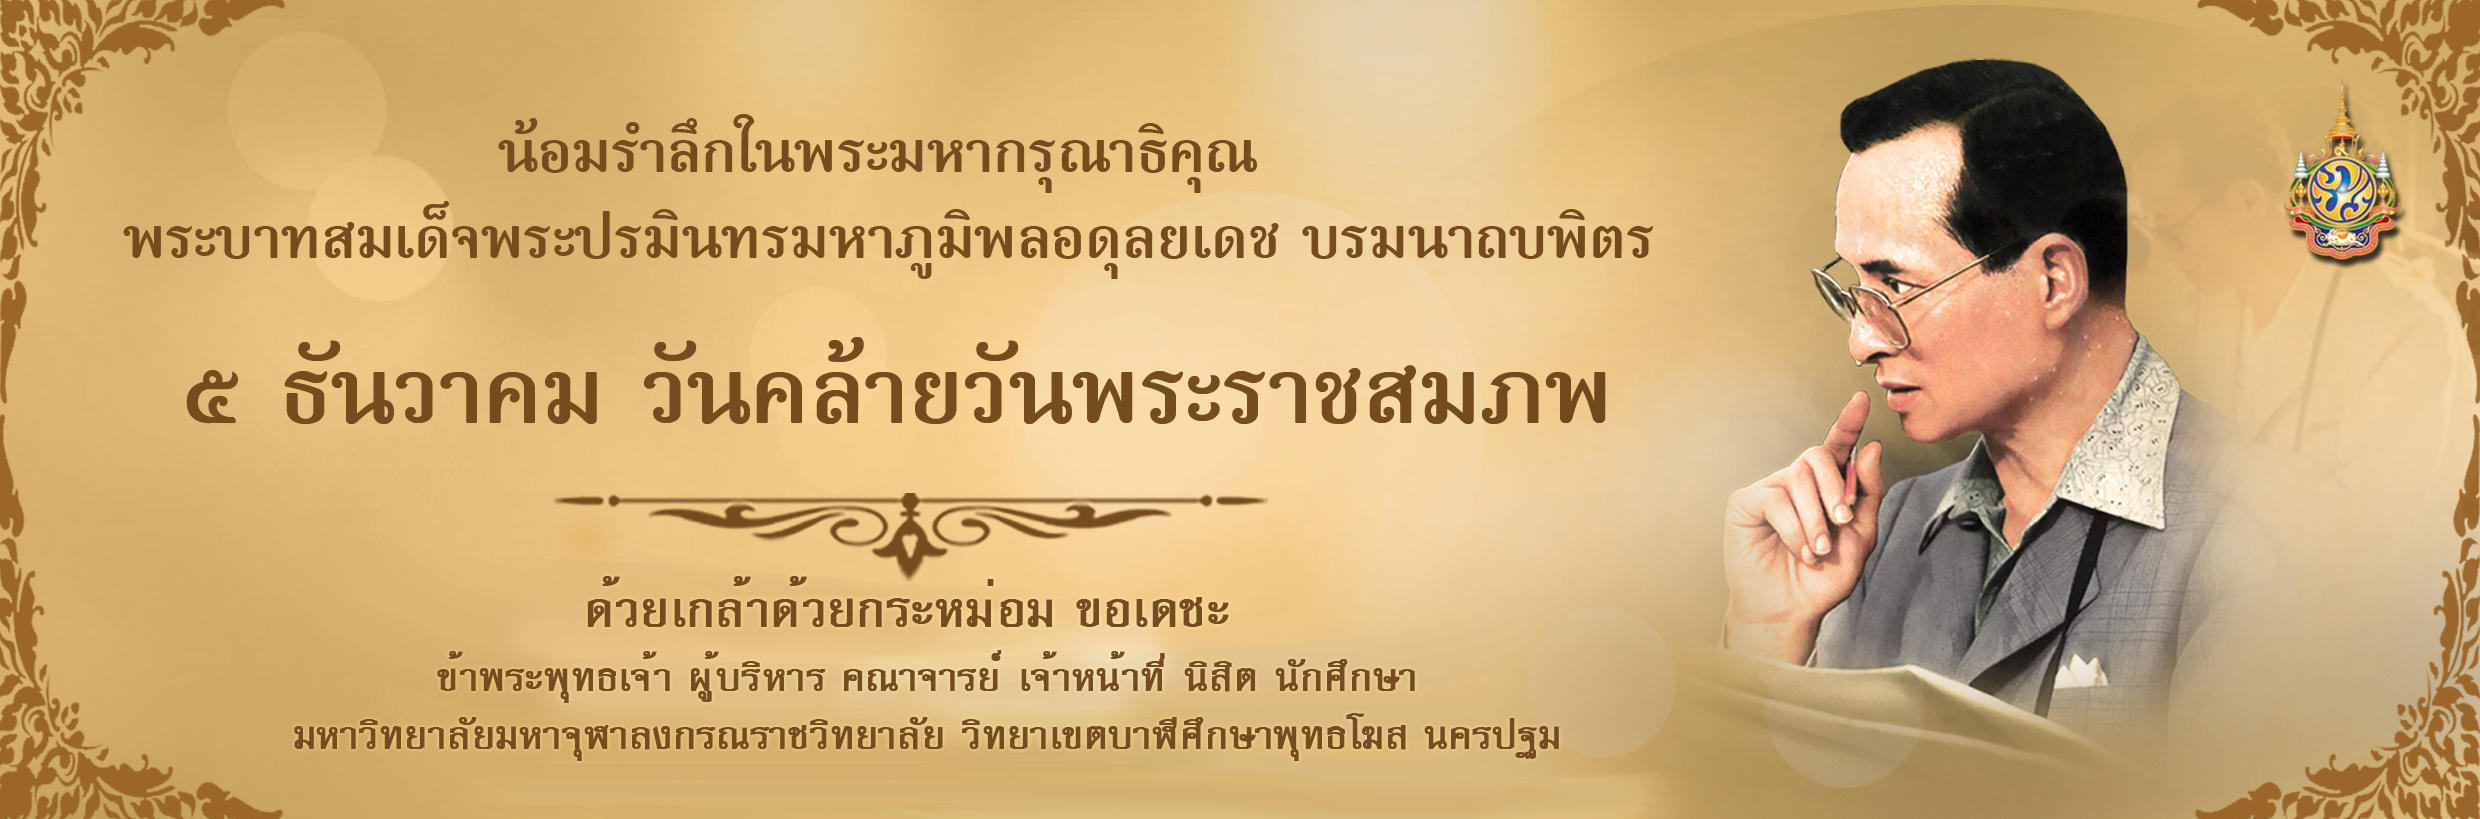 น้อมรำลึกในพระมหากรุณาธิคุณ
พระบาทสมเด็จพระปรมินทรมหาภูมิพลอดุลยเดช บรมนาถบพิตร
๕ ธันวาคม วันคล้ายวันพระราชสมภพ
ด้วยเกล้าด้วยกระหม่อม ขอเดชะ
ข้าพระพุทธเจ้า ผู้บริหาร คณาจารย์ เจ้าหน้าที่ นิสิต นักศึกษา
มหาวิทยาลัยมหาจุฬาลงกรณราชวิทยาลัย วิทยาเขตบาฬีศึกษาพุทธโฆส นครปฐม